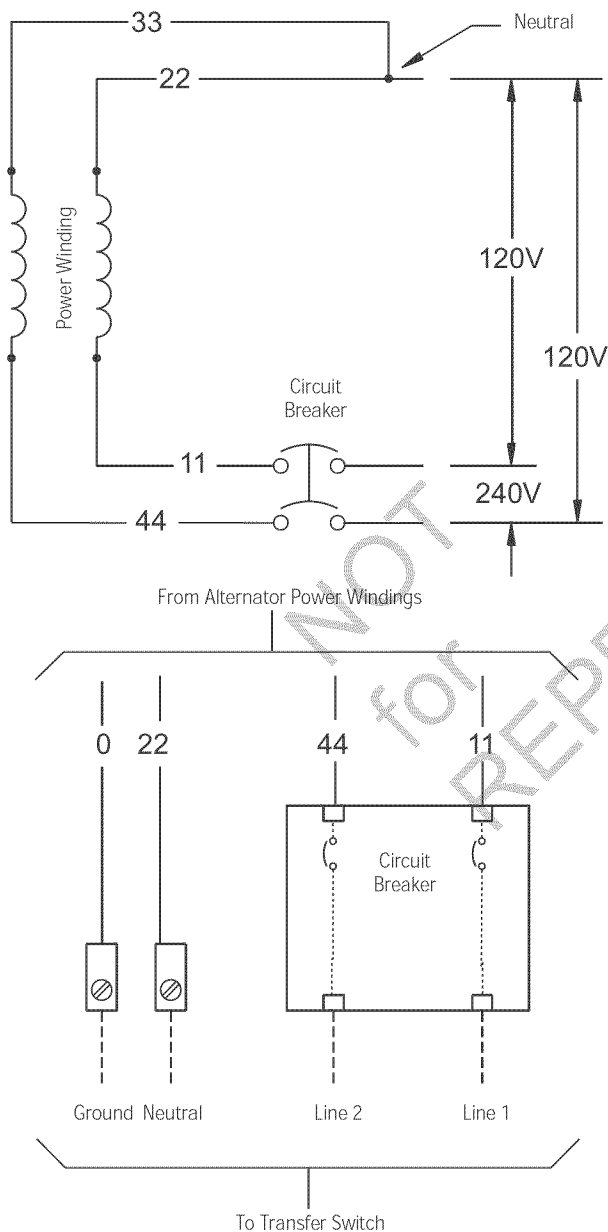 33
Neutral
22
Power Winding
120V
120V
Circuit
Breaker
11
240V
44
From Alternator Power Windings
NOT
for
0 22 44 11
Circuit
Breaker
Ground Neutral Line 2 Line 1
To Transfer Switch